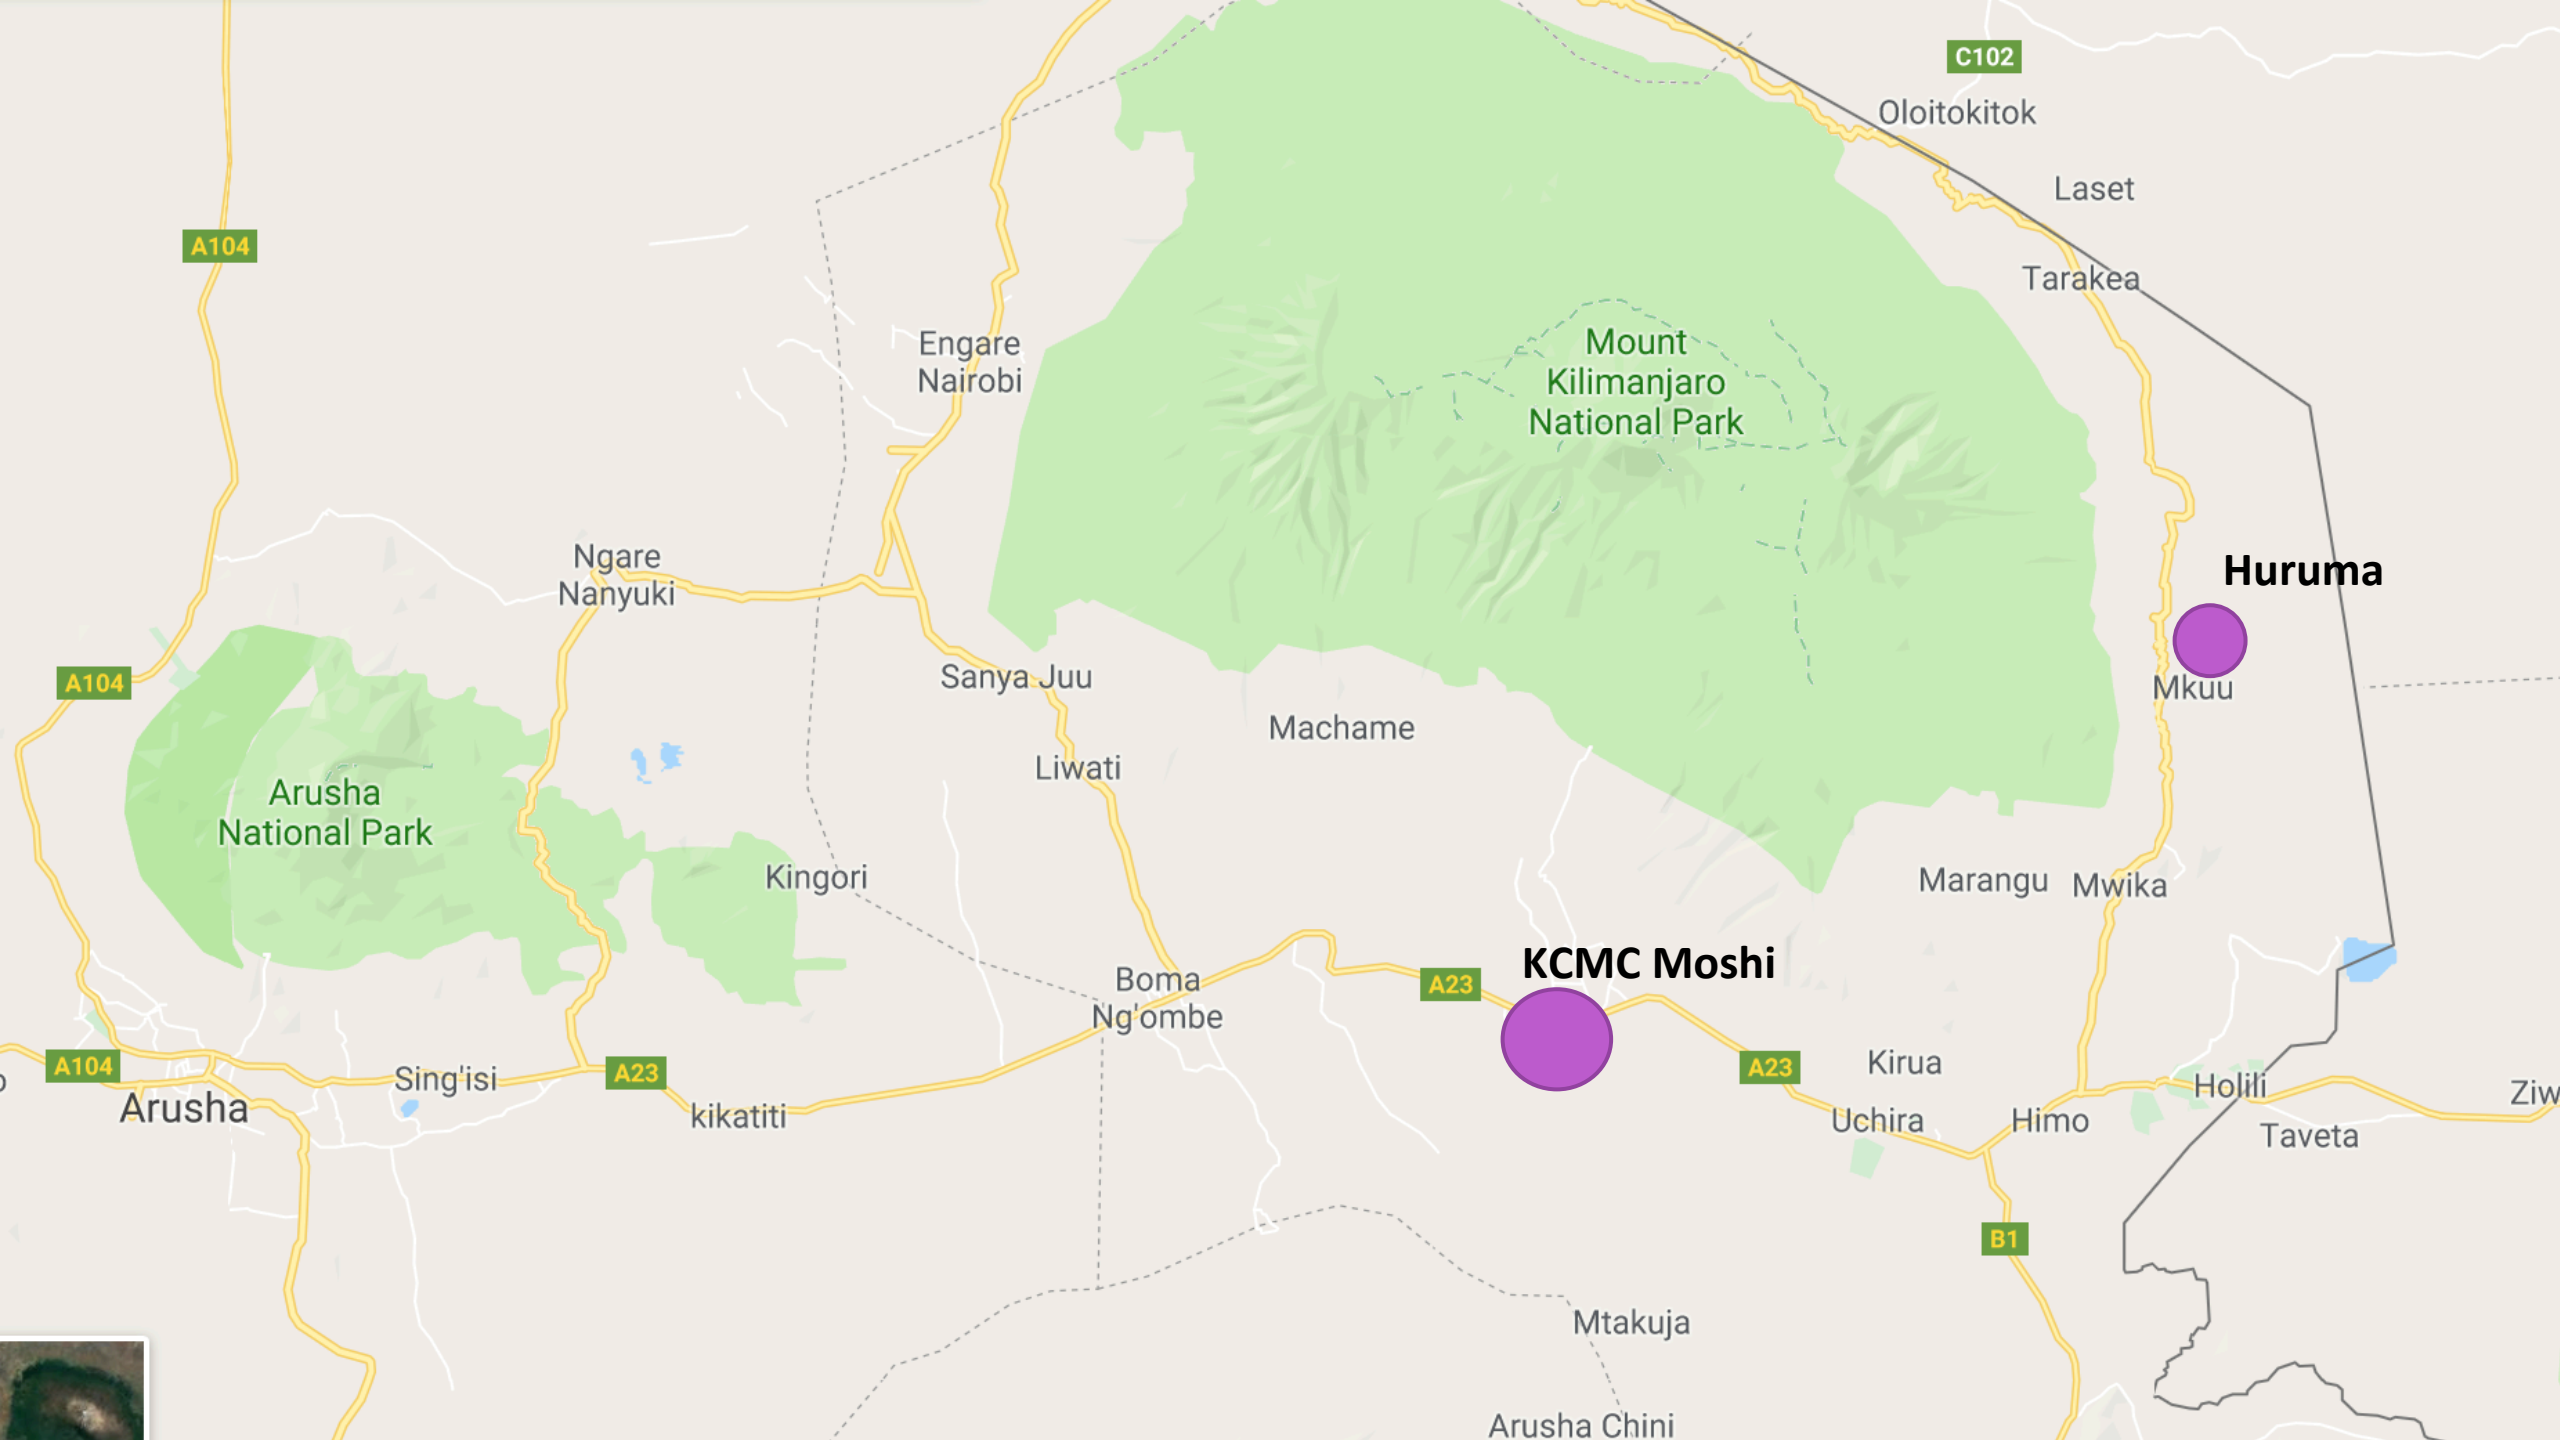 C102
Oloitokitok
Laset
A104
Tarakea
Engare
Nairobi
Mount
Kilimanjaro
National Park
Ngare
Nanyuki
Huruma
A104
Sanya Juu
Mkuu
Machame
Liwati
Arusha
National Park
Kingori
Marangu
Mwika
KCMC Moshi
Boma
Ng'ombe
A23
A104
Sing'isi
A23
A23
Kirua
Holili
Ziw
Arusha
kikatiti
Uchira
Himo
Taveta
B1
Mtakuja
Arusha Chini